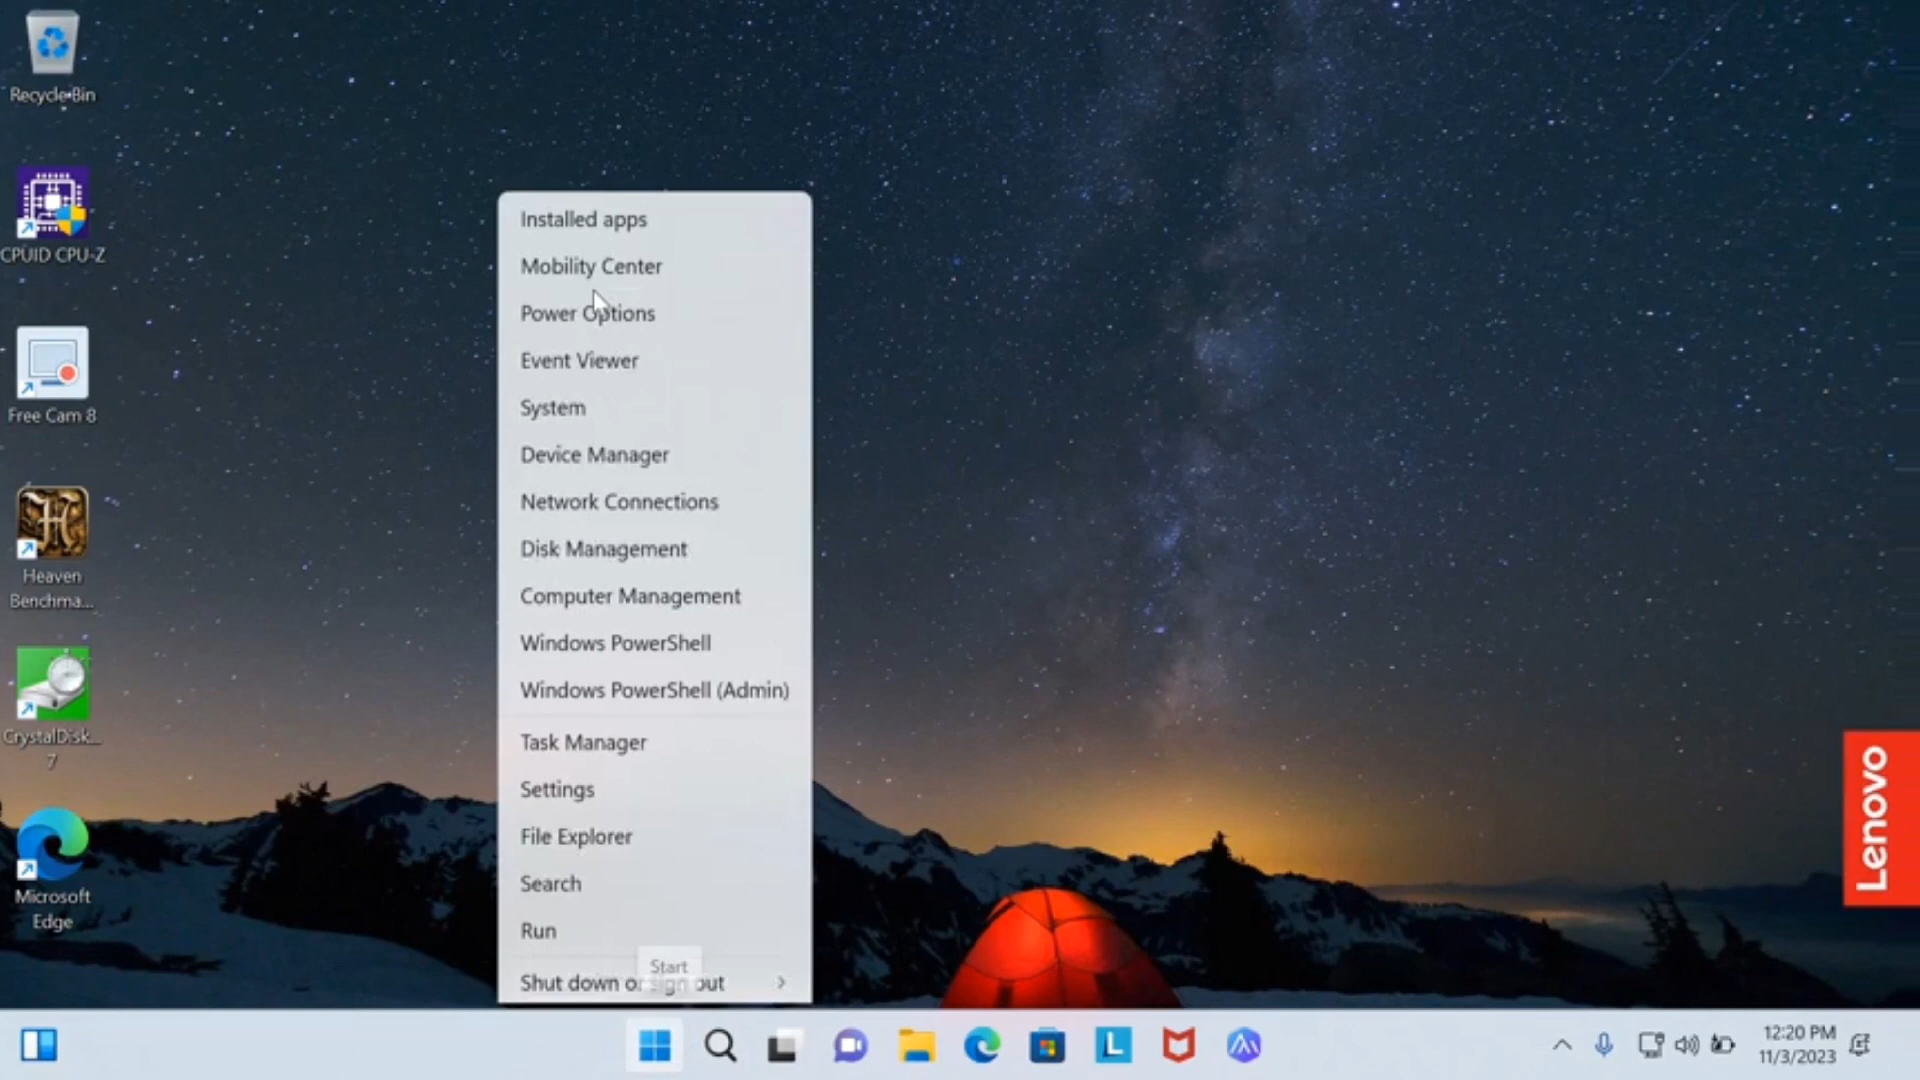 Recycle Bin
CPUID CPU-Z
Free Cam 8
Heaven
Benchma...
CrystalDisk...
7
Microsoft
Edge
Installed apps
Mobility Center
Power Options
Event Viewer
System
Device Manager
Network Connections
Disk Management
Computer Management
Windows PowerShell
Windows PowerShell (Admin)
Task Manager
Settings
File Explorer
Search
Run
Start
Shut down or sign out
Lenovo
12:20 PM
11/3/2023